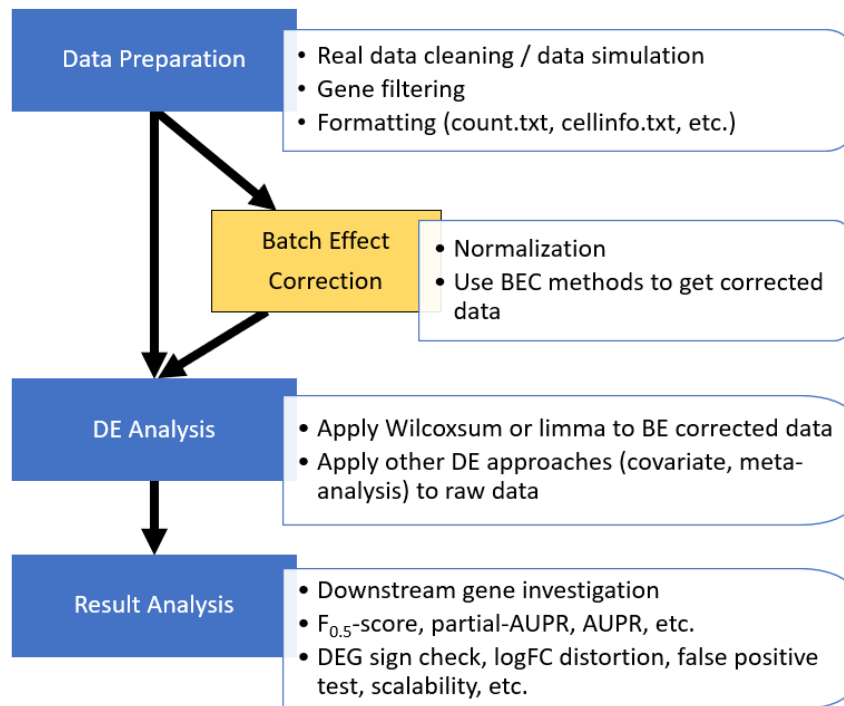 Data Preparation
• Real data cleaning / data simulation
• Gene filtering
• Formatting (count.txt, cellinfo.txt, etc.)
Batch Effect
Correction
• Normalization
• Use BEC methods to get corrected
data
DE Analysis
• Apply Wilcoxsum or limma to BE corrected data
• Apply other DE approaches (covariate, meta-
analysis) to raw data
Result Analysis
• Downstream gene investigation
• F0.5-score, partial-AUPR, AUPR, etc.
• DEG sign check, logFC distortion, false positive
test, scalability, etc.